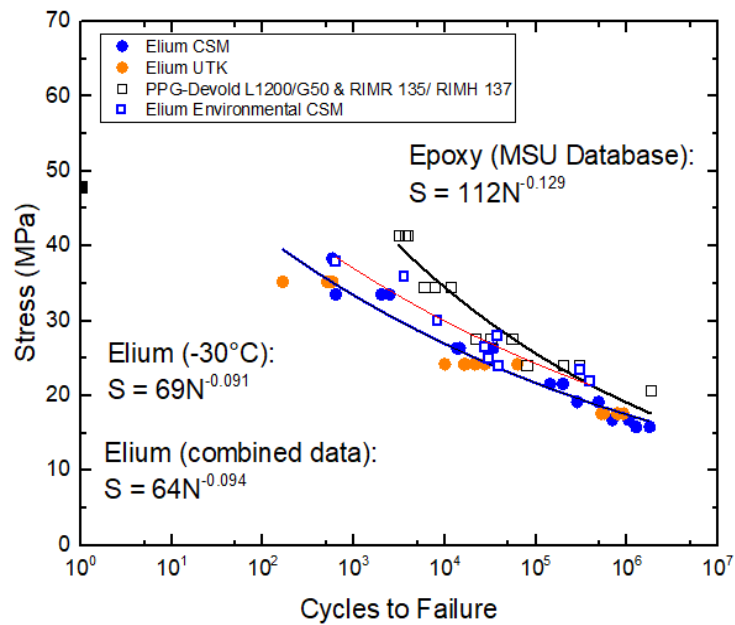 Elium CSM
Elium UTK
PPG-Devold L1200/G50 & RIMR 135/ RIMH 137
Elium Environmental CSM
Epoxy (MSU Database):
S = 112N^-0.129
Elium (-30°C):
S = 69N^-0.091
Elium (combined data):
S = 64N^-0.094
Stress (MPa)
70
60
50
40
30
20
10
0
10^0 10^1 10^2 10^3 10^4 10^5 10^6 10^7
Cycles to Failure